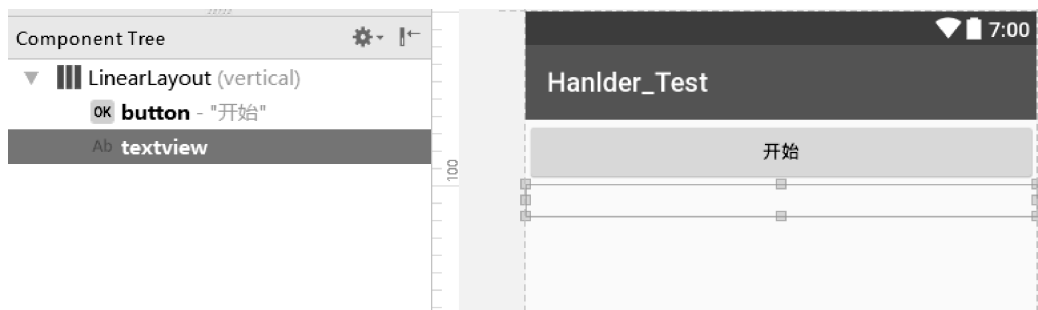 Component Tree
LinearLayout (vertical)
OK button - "开始"
Ab textview
100
7:00
Hanlder_Test
开始